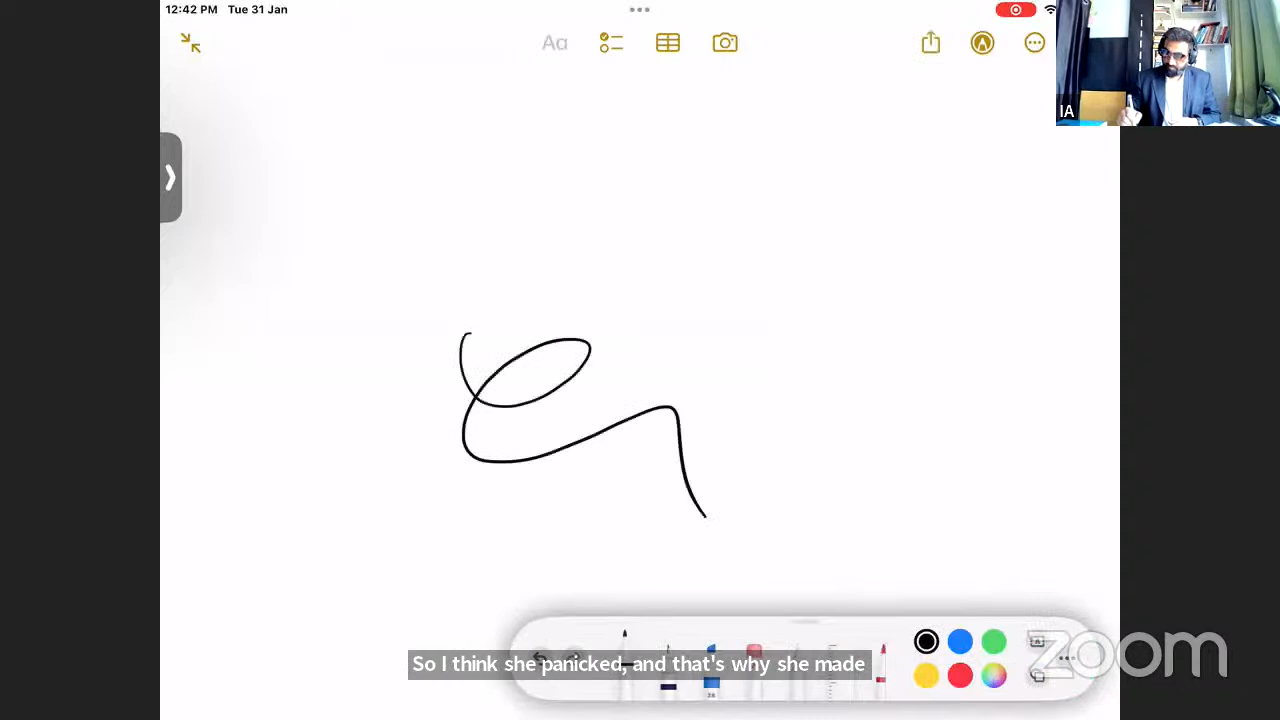 12:42 PM Tue 31 Jan
Aa
IA
So I think she panicked, and that's why she made
zoom